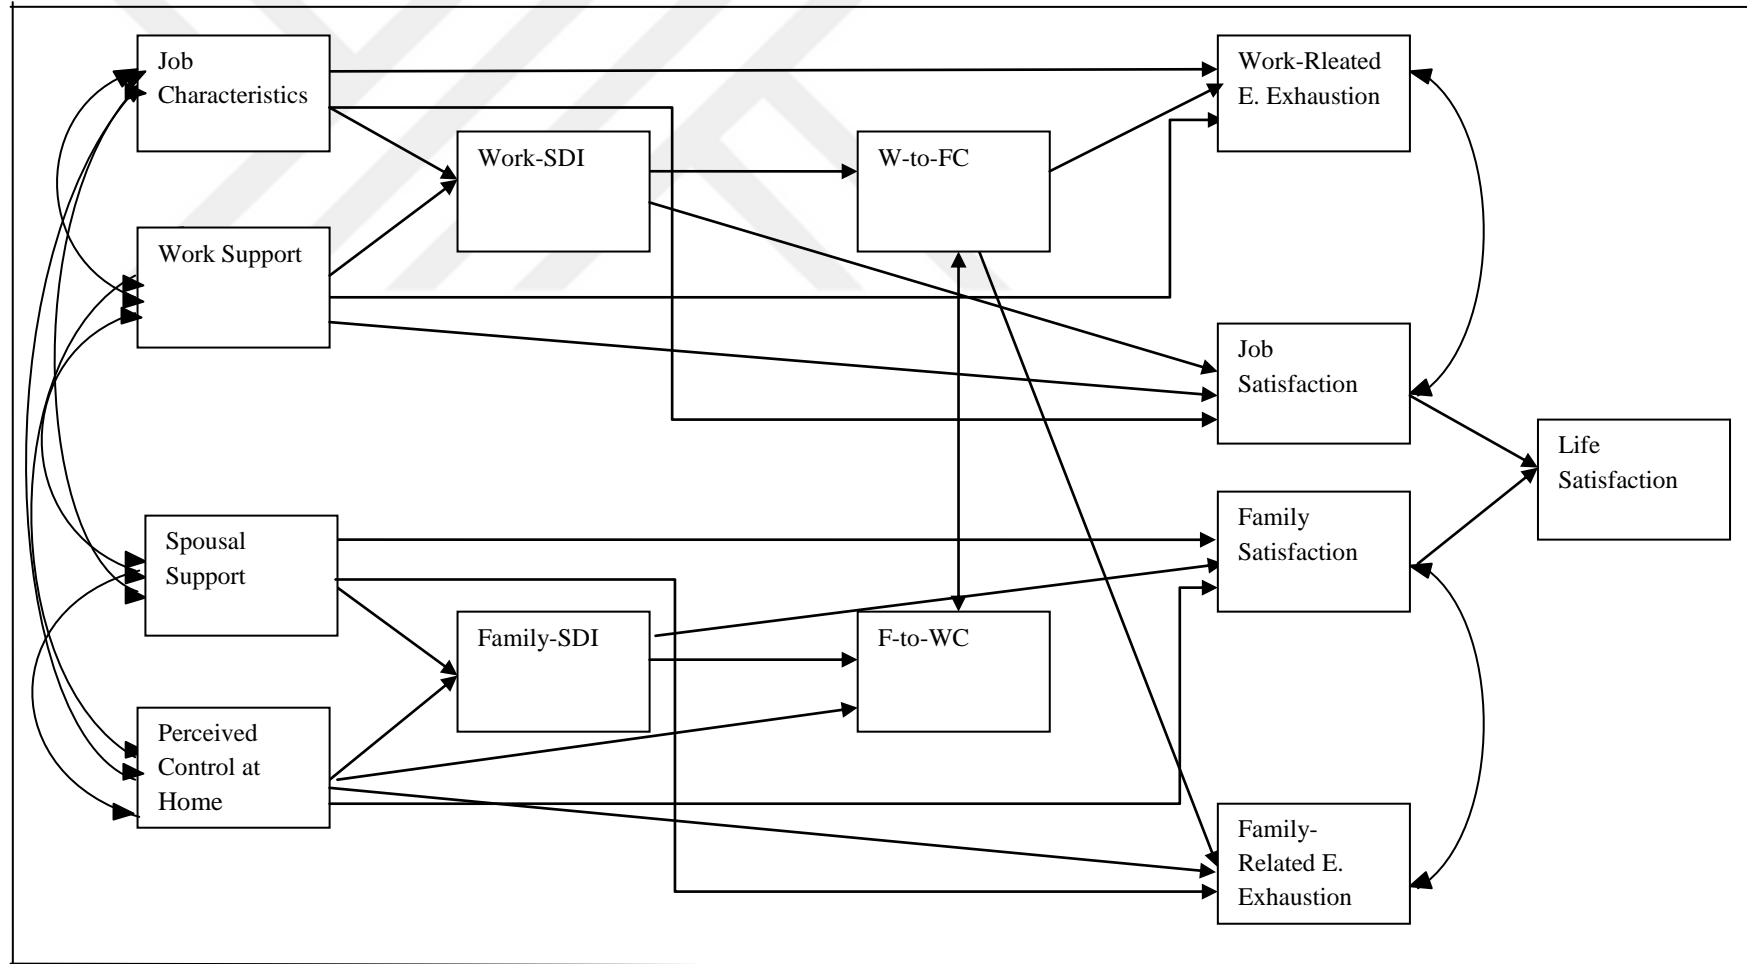 Job
Characteristics
Work-Rleated
E. Exhaustion
Work-SDI
W-to-FC
Work Support
Job
Satisfaction
Life
Satisfaction
Spousal
Support
Family
Satisfaction
Family-SDI
F-to-WC
Perceived
Control at
Home
Family-
Related E.
Exhaustion